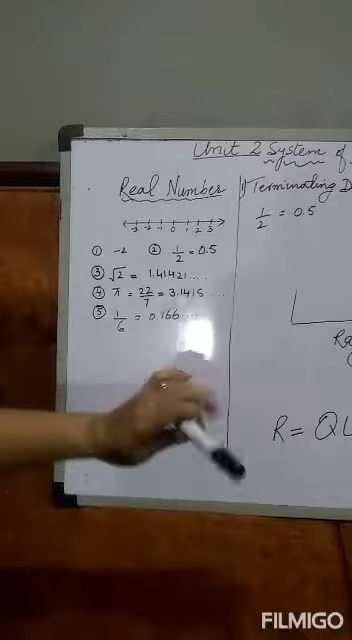 Unit 2 System of
Real Number
-3 -2 -1 0 1 2 3
① -2 ② 1/2 = 0.5
③ √2 = 1.41421....
④ π = 22/7 = 3.1415 ...
⑤ 1/6 = 0.166....
1) Terminating D
1/2 = 0.5
R = Q
FILMIGO